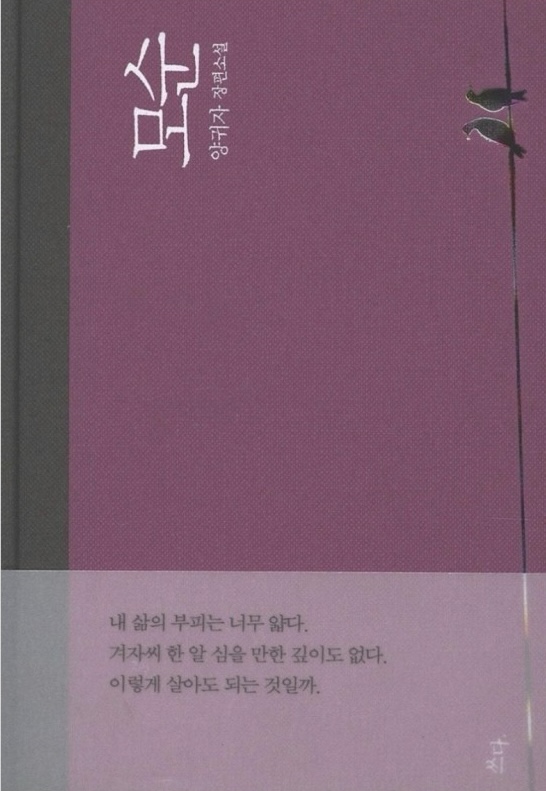 모순
양귀자 장편소설
내 삶의 부피는 너무 얇다.
겨자씨 한 알 심을 만한 깊이도 없다.
이렇게 살아도 되는 것일까.
쓰다.